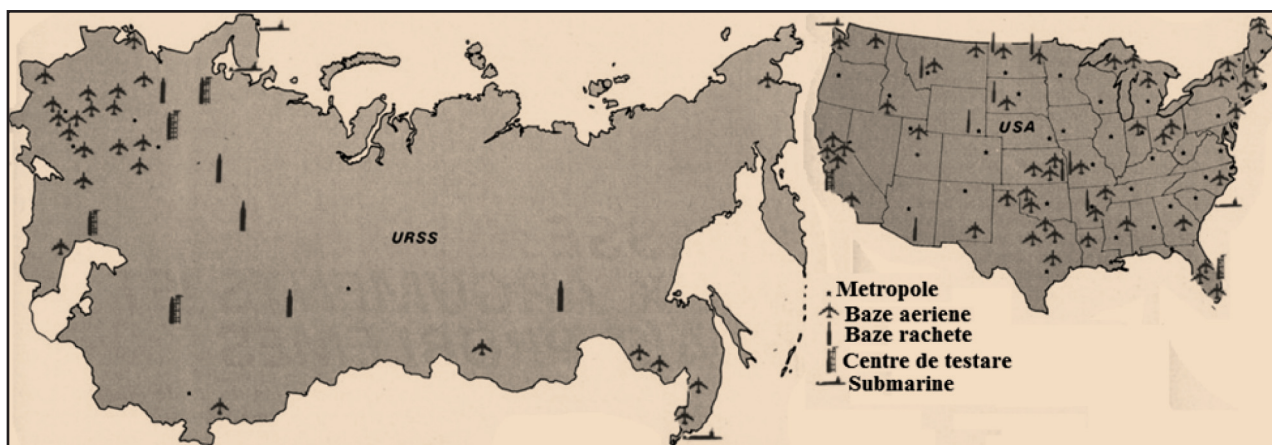 URSS
USA
Metropole
Baze aeriene
Baze rachete
Centre de testare
Submarine